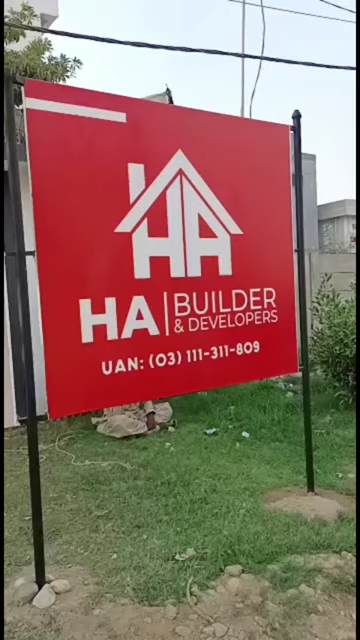 HA
HA | BUILDER
& DEVELOPERS
UAN: (03) 111-311-809